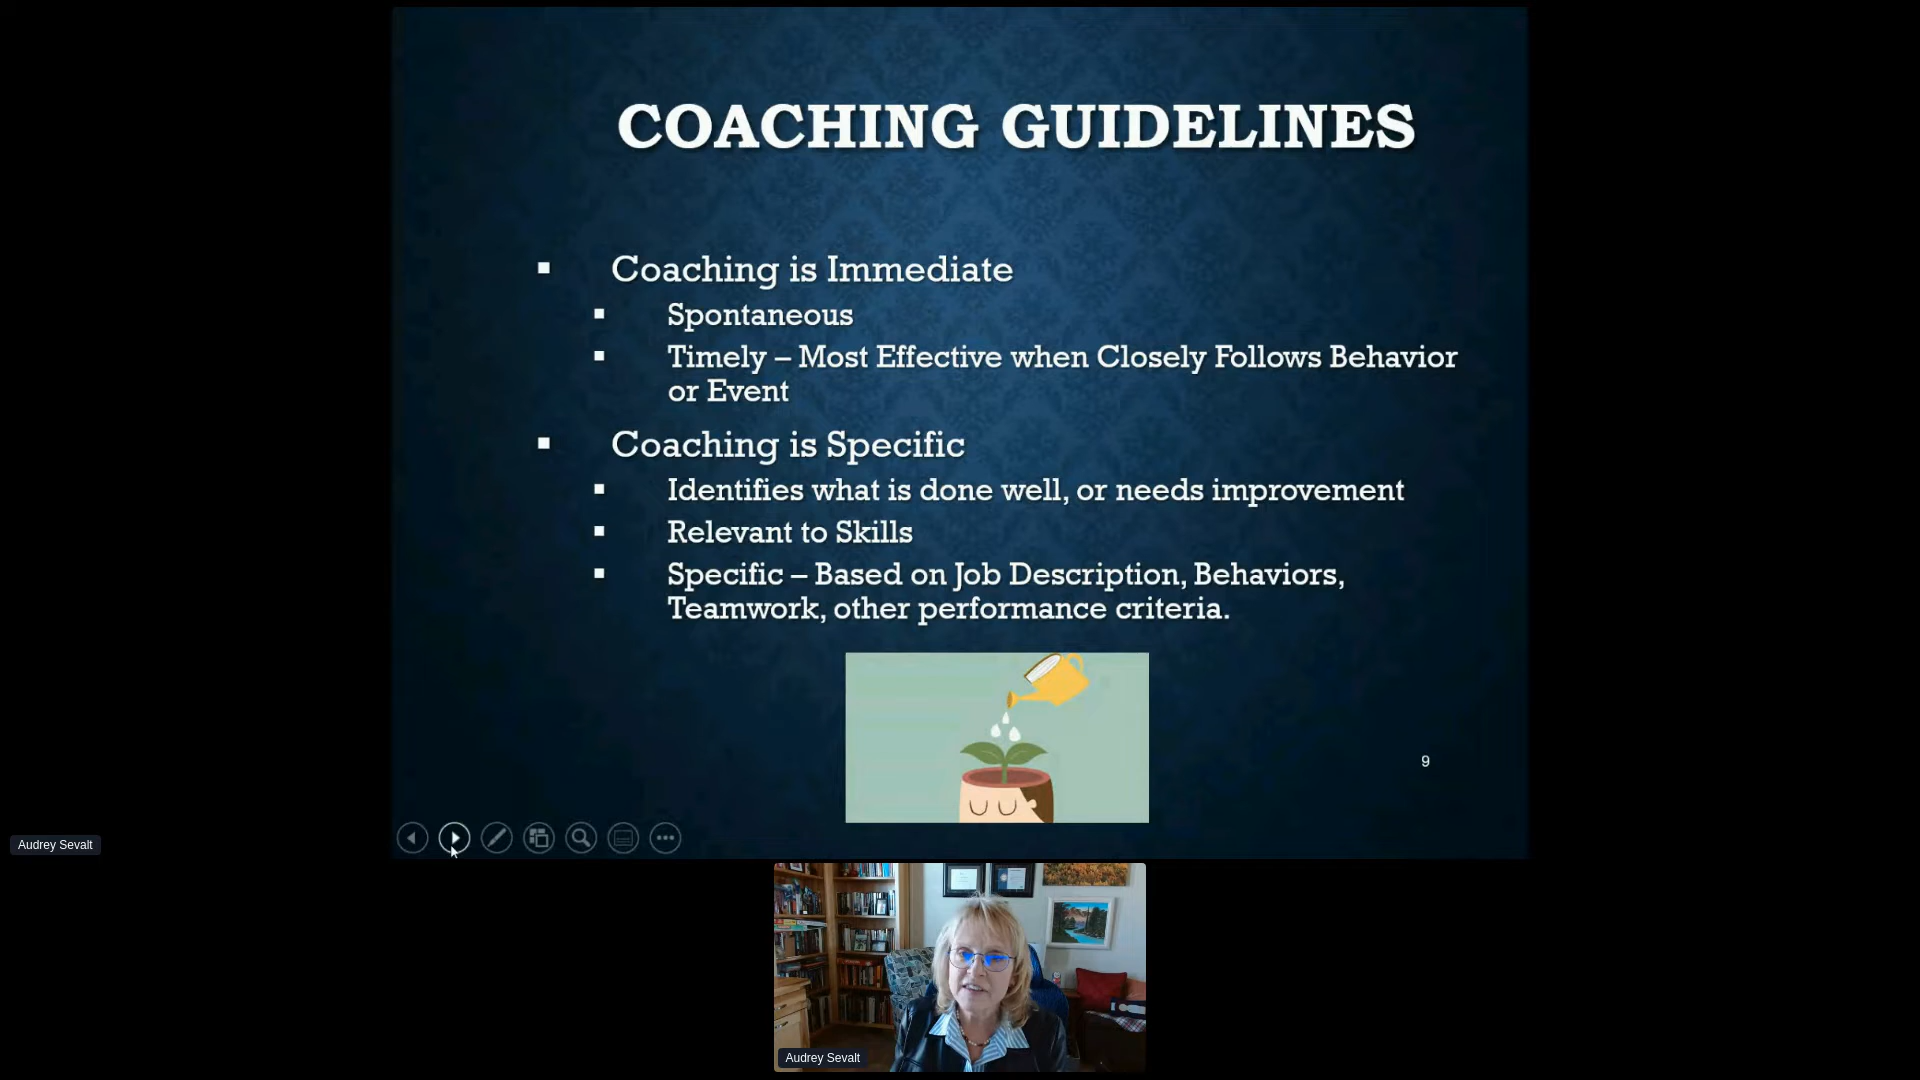 COACHING GUIDELINES
Coaching is Immediate
Spontaneous
Timely – Most Effective when Closely Follows Behavior
or Event
Coaching is Specific
Identifies what is done well, or needs improvement
Relevant to Skills
Specific – Based on Job Description, Behaviors,
Teamwork, other performance criteria.
9
Audrey Sevalt
Audrey Sevalt